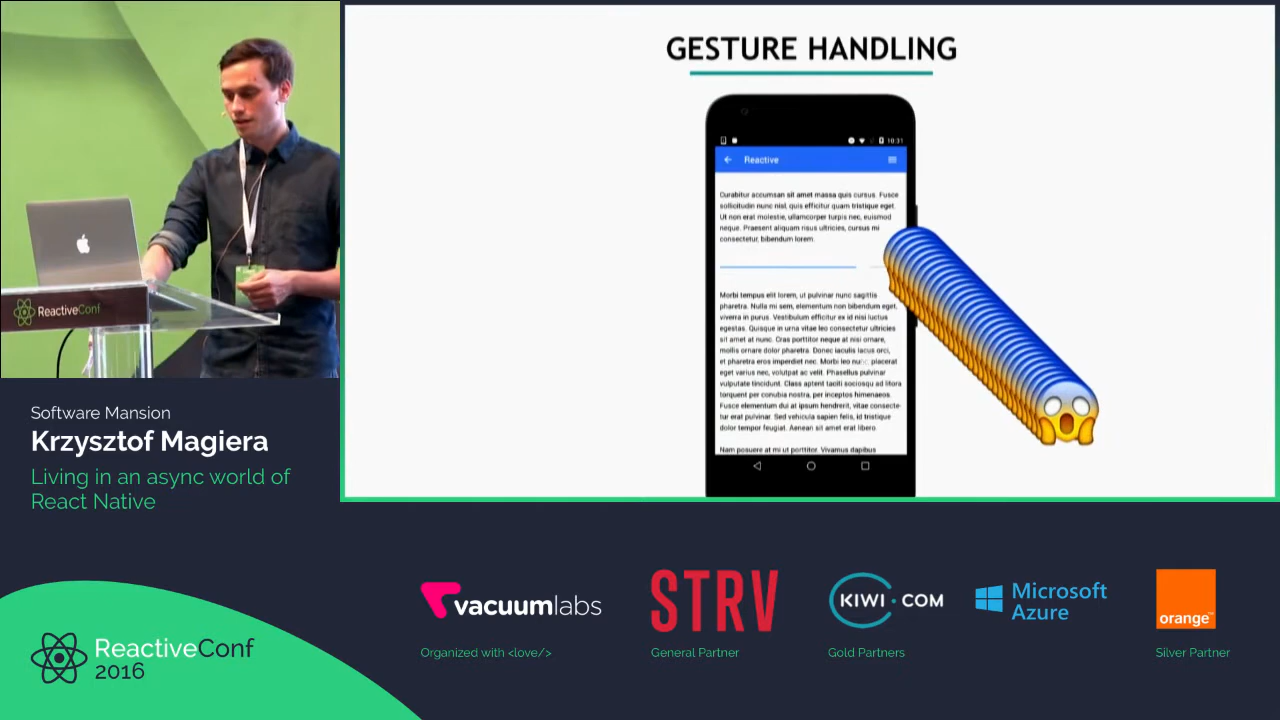 GESTURE HANDLING
10:31
Reactive
Curabitur accumsan sit amet massa quis cursus. Fusce
sollicitudin nunc nisl, quis efficitur quam tristique eget.
Ut non erat molestie, ullamcorper turpis nec, euismod
neque. Praesent aliquam risus ultricies, cursus mi
consectetur, bibendum lorem.
Morbi tempus elit lorem, ut pulvinar nunc sagittis
pharetra. Nulla mi sem, elementum non bibendum eget,
viverra in purus. Vestibulum efficitur ex id nisi luctus
egestas. Quisque in urna vitae leo consectetur ultricies
sit amet at nunc. Cras porttitor neque at nisi ornare,
mollis ornare dolor pharetra. Donec iaculis lacus orci,
et pharetra eros imperdiet nec. Morbi leo nunc, placerat
eget varius nec, volutpat ac velit. Phasellus pulvinar
vulputate tincidunt. Class aptent taciti sociosqu ad litora
torquent per conubia nostra, per inceptos himenaeos.
Fusce elementum dui at ipsum hendrerit, vitae consecte-
tur erat pulvinar. Sed vehicula sapien felis, id tristique
dolor tempor feugiat. Aenean sit amet erat libero.
Nam posuere at mi ut porttitor. Vivamus dapibus
ReactiveConf
Software Mansion
Krzysztof Magiera
Living in an async world of
React Native
ReactiveConf
2016
vacuumlabs
Organized with <love/>
STRV
General Partner
KIWI.COM
Gold Partners
Microsoft
Azure
orange™
Silver Partner